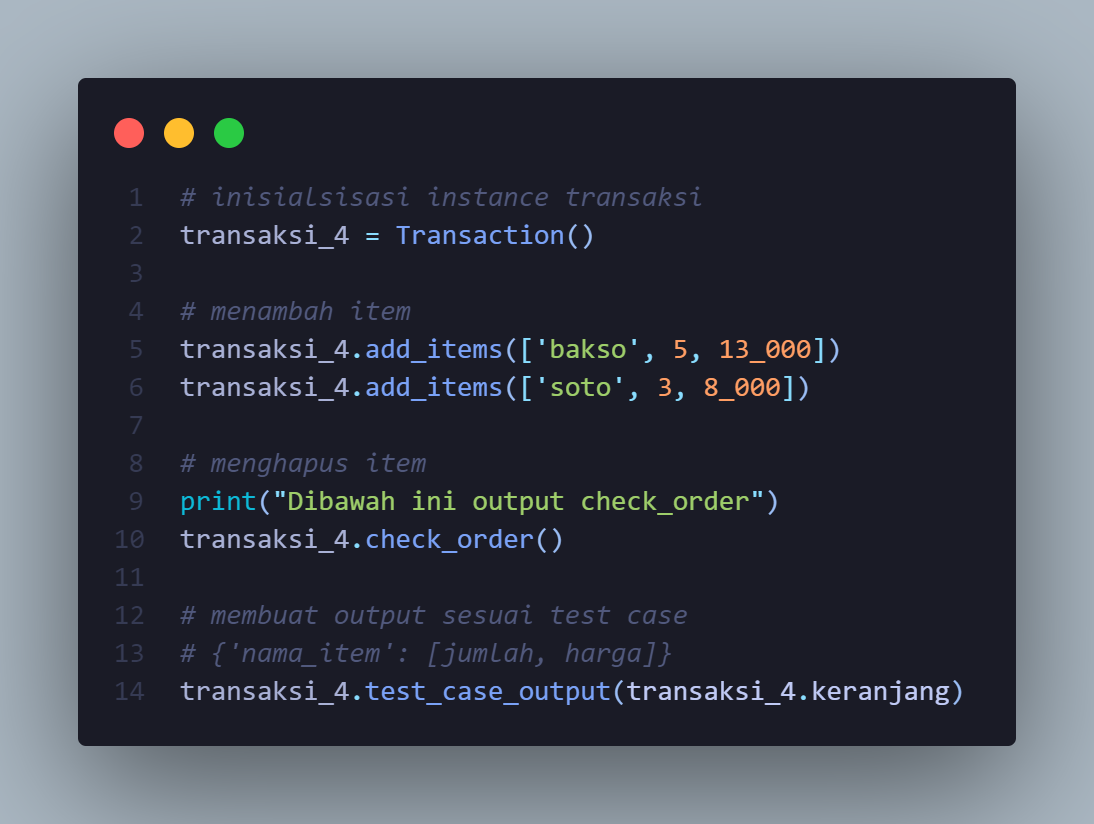 1 # inisialsisasi instance transaksi
2 transaksi_4 = Transaction()
3
4 # menambah item
5 transaksi_4.add_items(['bakso', 5, 13_000])
6 transaksi_4.add_items(['soto', 3, 8_000])
7
8 # menghapus item
9 print("Dibawah ini output check_order")
10 transaksi_4.check_order()
11
12 # membuat output sesuai test case
13 # {'nama_item': [jumlah, harga]}
14 transaksi_4.test_case_output(transaksi_4.keranjang)